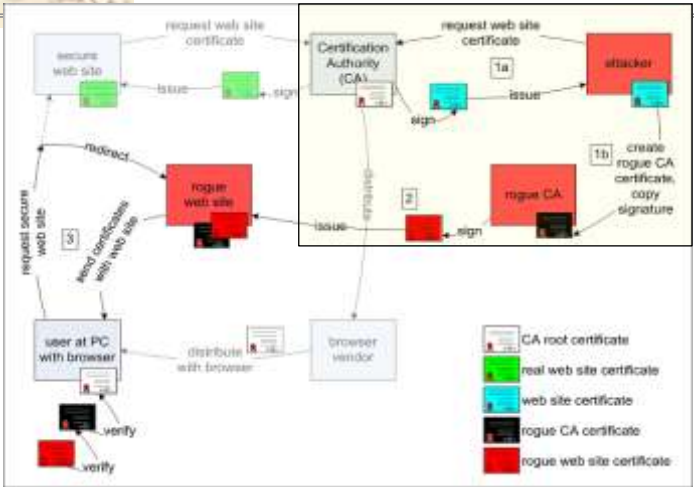 request web site
certificate
secure
web site
issue
sign
Certification
Authority
(CA)
request web site
certificate
1a
attacker
issue
sign
redirect
rogue
web site
distribute
1b
create
rogue CA
certificate,
copy
signature
rogue CA
2
issue
sign
request secure
web site
3
send certificates
with web site
user at PC
with browser
distribute
with browser
browser
vendor
verify
verify
CA root certificate
real web site certificate
web site certificate
rogue CA certificate
rogue web site certificate